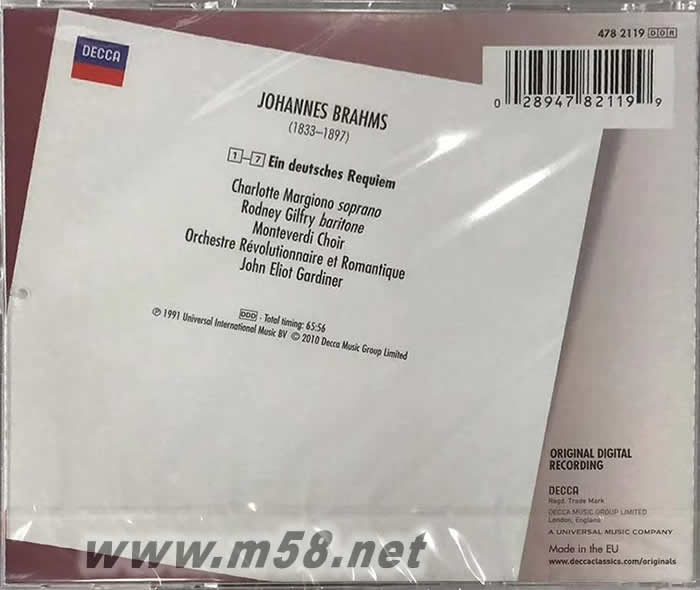 DECCA
478 2119 DDR
0 28947 82119 9
JOHANNES BRAHMS
(1833–1897)
1–7 Ein deutsches Requiem
Charlotte Margiono soprano
Rodney Gilfry baritone
Monteverdi Choir
Orchestre Révolutionnaire et Romantique
John Eliot Gardiner
DDD · Total timing: 65:56
℗ 1991 Universal International Music BV © 2010 Decca Music Group Limited
ORIGINAL DIGITAL
RECORDING
DECCA
Regd. Trade Mark
DECCA MUSIC GROUP LIMITED
London, England
A UNIVERSAL MUSIC COMPANY
Made in the EU
www.deccaclassics.com/originals
www.m58.net